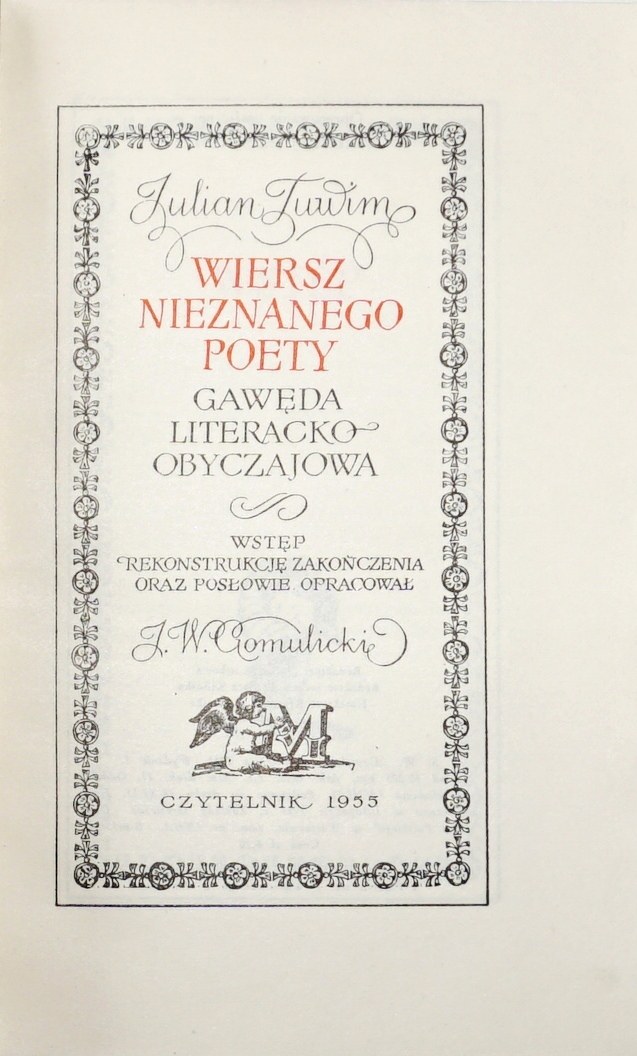 Julian Tuwim
WIERSZ
NIEZNANEGO
POETY
GAWĘDA
LITERACKO-
OBYCZAJOWA
WSTĘP
REKONSTRUKCJĘ ZAKOŃCZENIA
ORAZ POSŁOWIE OPRACOWAŁ
J. W. Gomulicki
M
CZYTELNIK 1955